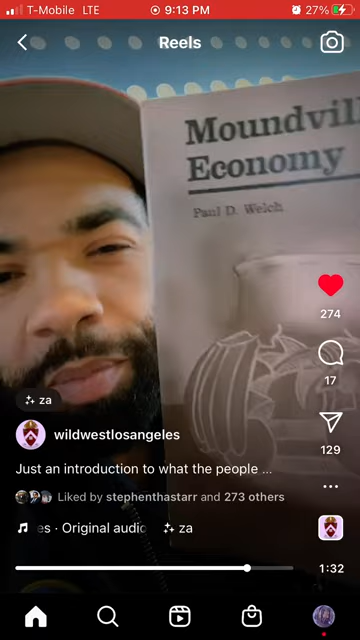 T-Mobile LTE 9:13 PM 27%
Reels
Moundvil
Economy
Paul D. Welch
274
17
za
wildwestlosangeles
129
Just an introduction to what the people ...
Liked by stephenthastarr and 273 others
es · Original audio za
1:32